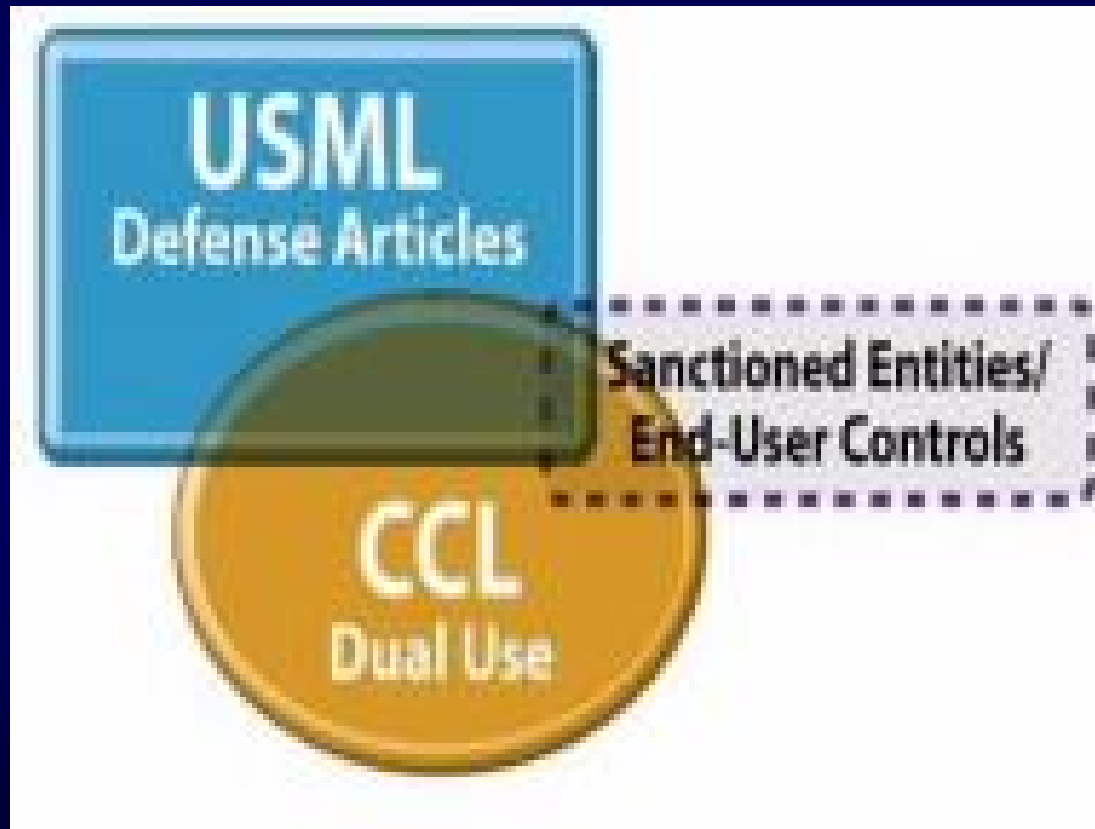 USML
Defense Articles
Sanctioned Entities/
End-User Controls
CCL
Dual Use